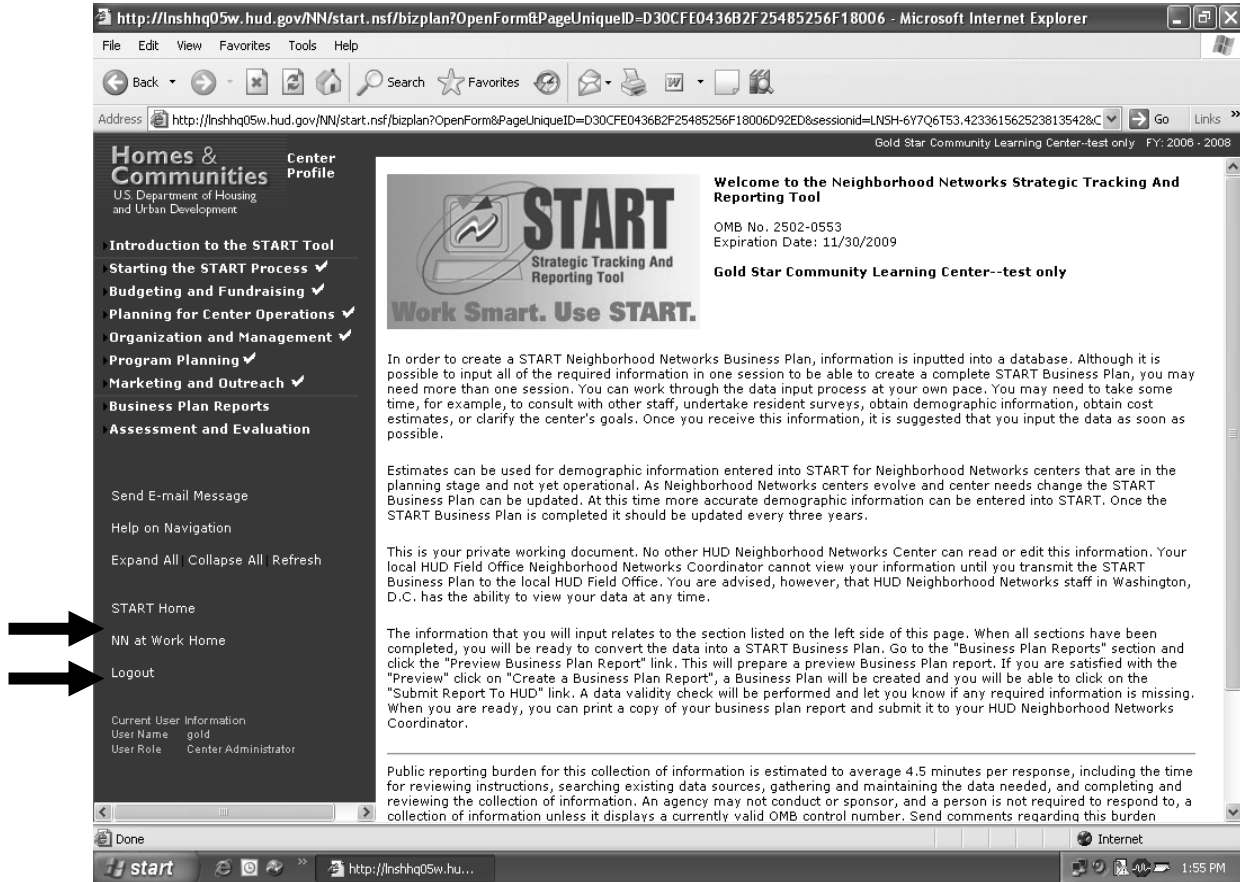 http://lnshhq05w.hud.gov/NN/start.nsf/bizplan?OpenForm&PageUniqueID=D30CFE0436B2F25485256F18006 - Microsoft Internet Explorer
File Edit View Favorites Tools Help
Back Search Favorites
Address http://lnshhq05w.hud.gov/NN/start.nsf/bizplan?OpenForm&PageUniqueID=D30CFE0436B2F25485256F18006D92ED&sessionid=LNSH-6Y7Q6T53.4233615625238135428&C Go Links »
Gold Star Community Learning Center--test only FY: 2006 - 2008
Homes &
Communities
U.S. Department of Housing
and Urban Development
Center
Profile
Introduction to the START Tool
Starting the START Process ✔
Budgeting and Fundraising ✔
Planning for Center Operations ✔
Organization and Management ✔
Program Planning ✔
Marketing and Outreach ✔
Business Plan Reports
Assessment and Evaluation
Send E-mail Message
Help on Navigation
Expand All | Collapse All | Refresh
START Home
NN at Work Home
Logout
Current User Information
User Name gold
User Role Center Administrator
START
Strategic Tracking And
Reporting Tool
Work Smart. Use START.
Welcome to the Neighborhood Networks Strategic Tracking And
Reporting Tool
OMB No. 2502-0553
Expiration Date: 11/30/2009
Gold Star Community Learning Center--test only
In order to create a START Neighborhood Networks Business Plan, information is inputted into a database. Although it is
possible to input all of the required information in one session to be able to create a complete START Business Plan, you may
need more than one session. You can work through the data input process at your own pace. You may need to take some
time, for example, to consult with other staff, undertake resident surveys, obtain demographic information, obtain cost
estimates, or clarify the center's goals. Once you receive this information, it is suggested that you input the data as soon as
possible.
Estimates can be used for demographic information entered into START for Neighborhood Networks centers that are in the
planning stage and not yet operational. As Neighborhood Networks centers evolve and center needs change the START
Business Plan can be updated. At this time more accurate demographic information can be entered into START. Once the
START Business Plan is completed it should be updated every three years.
This is your private working document. No other HUD Neighborhood Networks Center can read or edit this information. Your
local HUD Field Office Neighborhood Networks Coordinator cannot view your information until you transmit the START
Business Plan to the local HUD Field Office. You are advised, however, that HUD Neighborhood Networks staff in Washington,
D.C. has the ability to view your data at any time.
The information that you will input relates to the section listed on the left side of this page. When all sections have been
completed, you will be ready to convert the data into a START Business Plan. Go to the "Business Plan Reports" section and
click the "Preview Business Plan Report" link. This will prepare a preview Business Plan report. If you are satisfied with the
"Preview" click on "Create a Business Plan Report", a Business Plan will be created and you will be able to click on the
"Submit Report To HUD" link. A data validity check will be performed and let you know if any required information is missing.
When you are ready, you can print a copy of your business plan report and submit it to your HUD Neighborhood Networks
Coordinator.
Public reporting burden for this collection of information is estimated to average 4.5 minutes per response, including the time
for reviewing instructions, searching existing data sources, gathering and maintaining the data needed, and completing and
reviewing the collection of information. An agency may not conduct or sponsor, and a person is not required to respond to, a
collection of information unless it displays a currently valid OMB control number. Send comments regarding this burden
Done Internet
start » http://lnshhq05w.hu... 1:55 PM